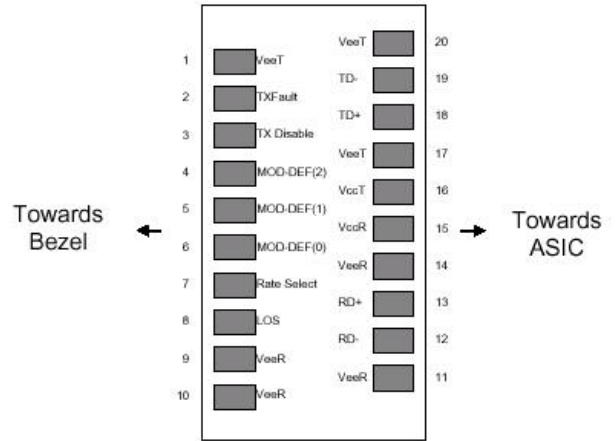 VeeT 20
1 VeeT
TD- 19
2 TXFault
TD+ 18
3 TX Disable
VeeT 17
4 MOD-DEF(2)
VccT 16
5 MOD-DEF(1)
Towards
Bezel
VccR 15
Towards
ASIC
6 MOD-DEF(0)
VeeR 14
7 Rate Select
RD+ 13
8 LOS
RD- 12
9 VeeR
VeeR 11
10 VeeR